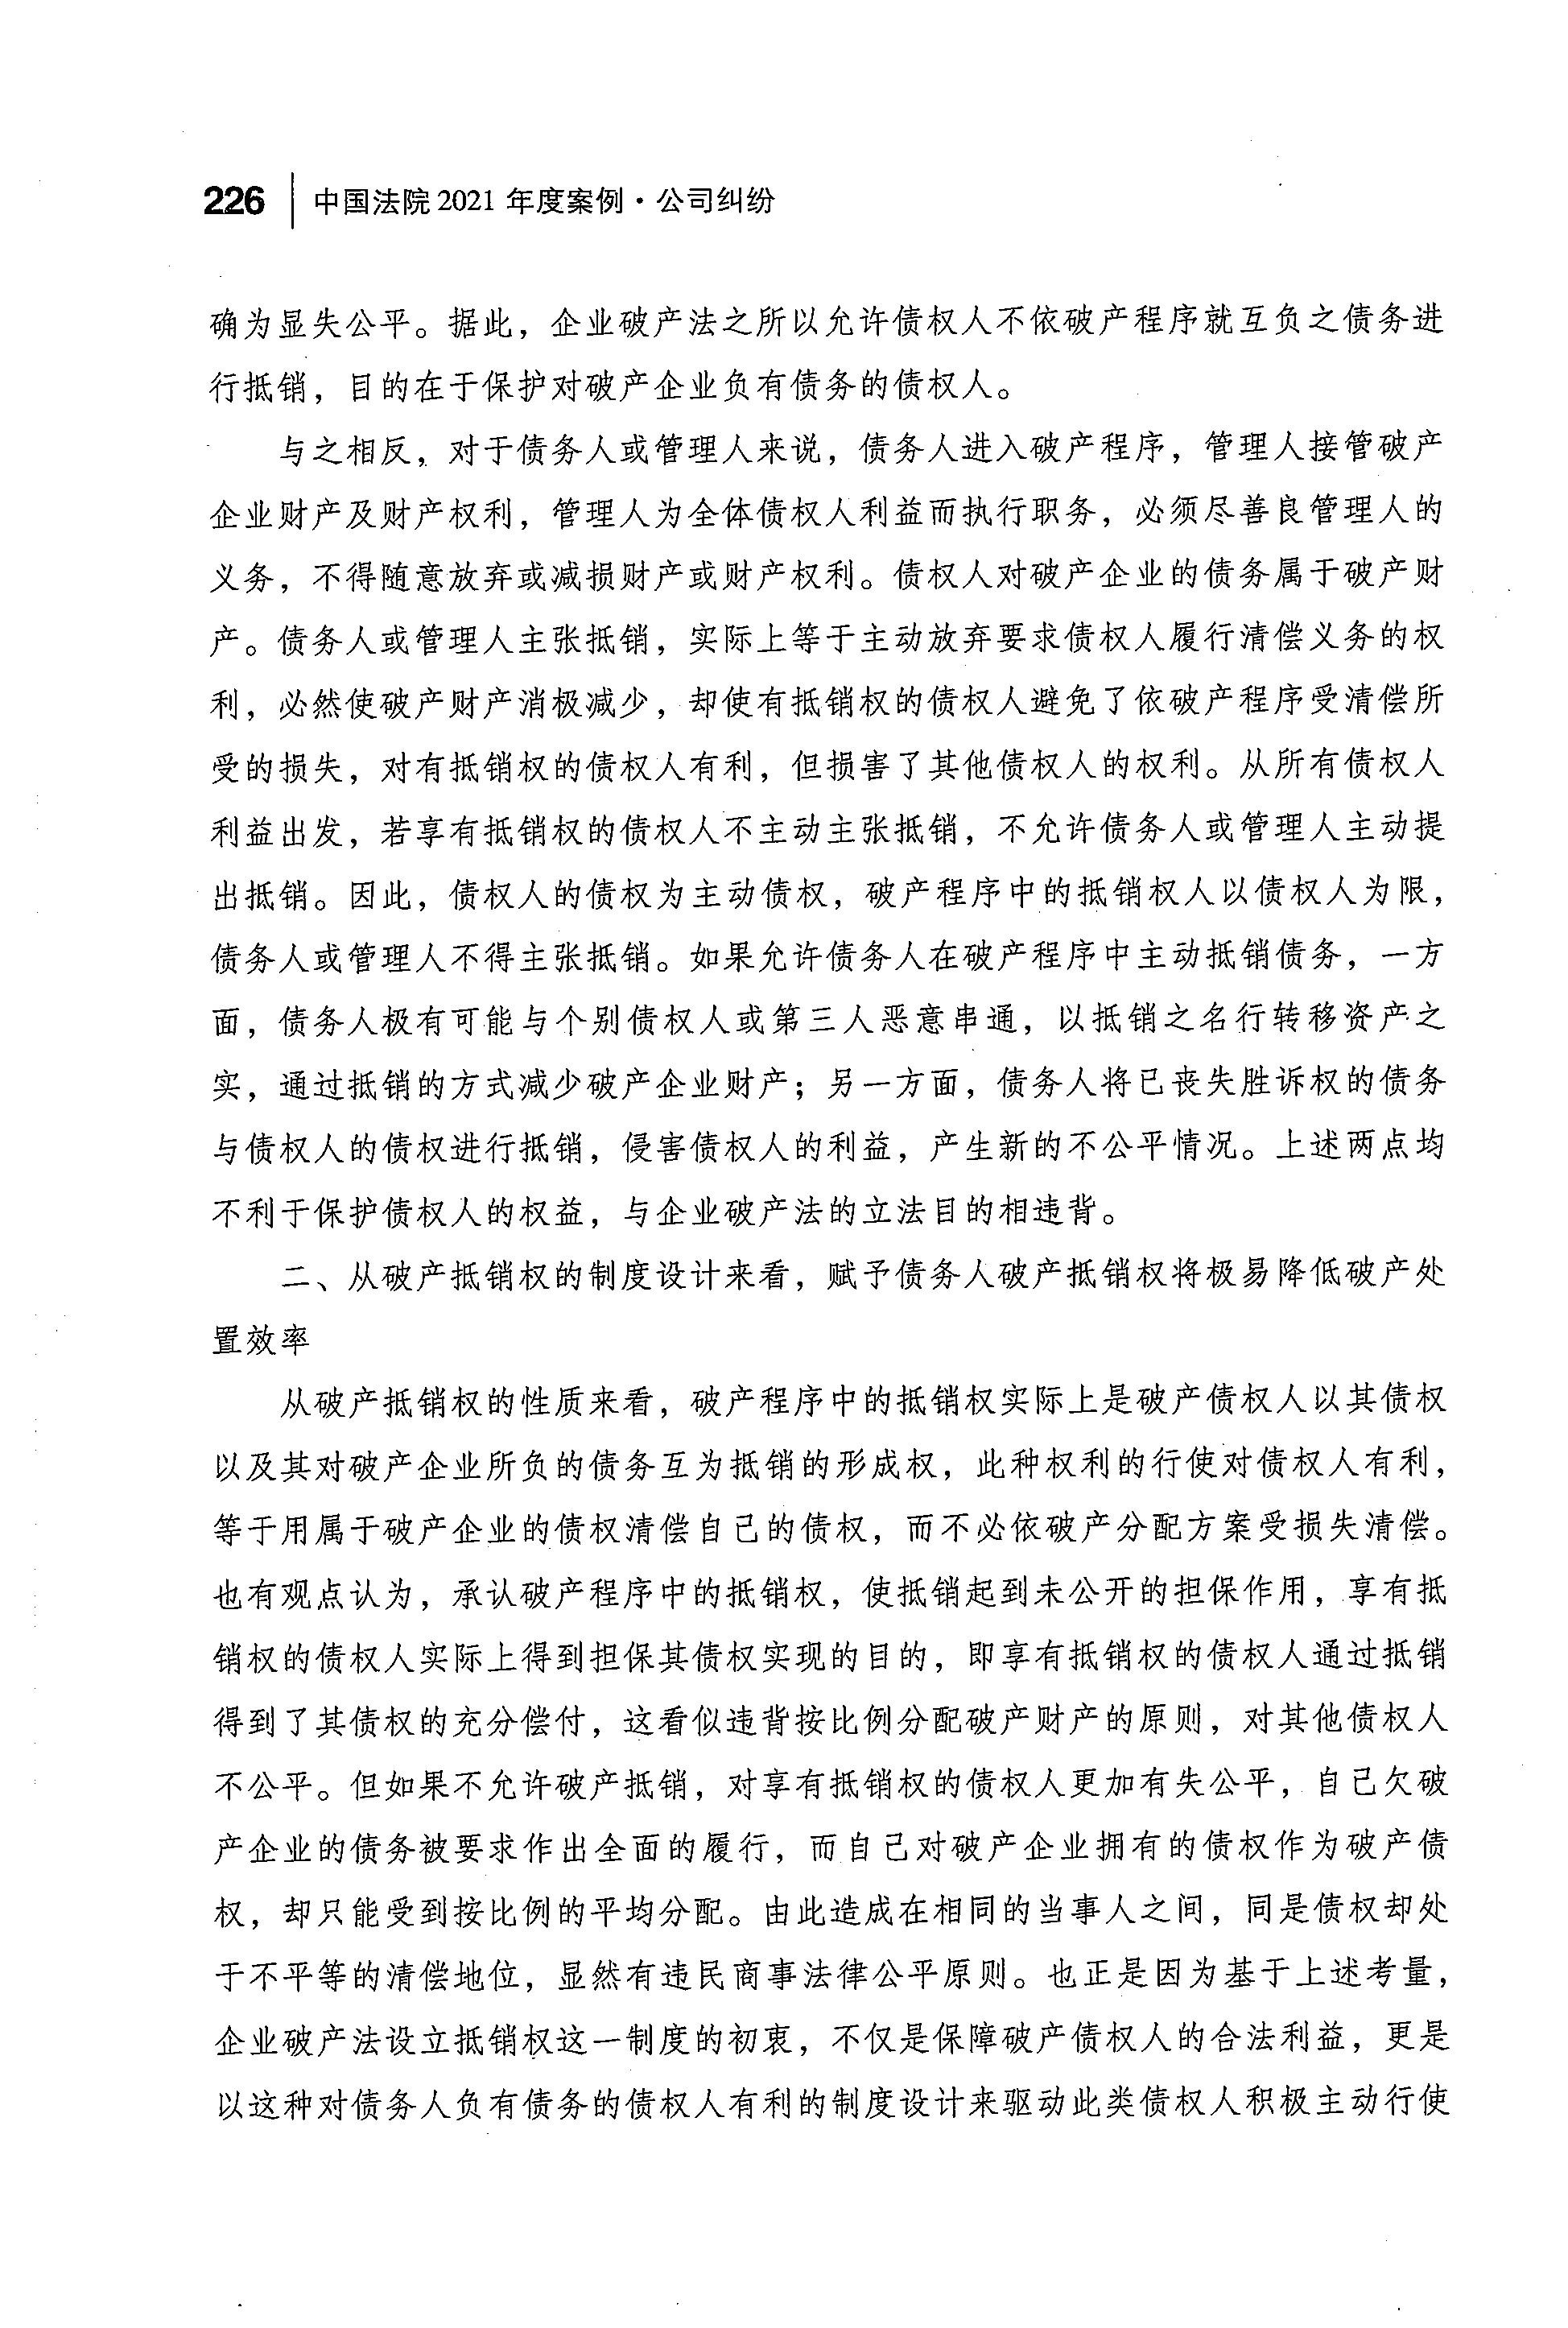 226 中国法院2021年度案例·公司纠纷
确为显失公平。据此，企业破产法之所以允许债权人不依破产程序就互负之债务进
行抵销，目的在于保护对破产企业负有债务的债权人。
与之相反，对于债务人或管理人来说，债务人进入破产程序，管理人接管破产
企业财产及财产权利，管理人为全体债权人利益而执行职务，必须尽善良管理人的
义务，不得随意放弃或减损财产或财产权利。债权人对破产企业的债务属于破产财
产。债务人或管理人主张抵销，实际上等于主动放弃要求债权人履行清偿义务的权
利，必然使破产财产消极减少，却使有抵销权的债权人避免了依破产程序受清偿所
受的损失，对有抵销权的债权人有利，但损害了其他债权人的权利。从所有债权人
利益出发，若享有抵销权的债权人不主动主张抵销，不允许债务人或管理人主动提
出抵销。因此，债权人的债权为主动债权，破产程序中的抵销权人以债权人为限，
债务人或管理人不得主张抵销。如果允许债务人在破产程序中主动抵销债务，一方
面，债务人极有可能与个别债权人或第三人恶意串通，以抵销之名行转移资产之
实，通过抵销的方式减少破产企业财产；另一方面，债务人将已丧失胜诉权的债务
与债权人的债权进行抵销，侵害债权人的利益，产生新的不公平情况。上述两点均
不利于保护债权人的权益，与企业破产法的立法目的相违背。
二、从破产抵销权的制度设计来看，赋予债务人破产抵销权将极易降低破产处
置效率
从破产抵销权的性质来看，破产程序中的抵销权实际上是破产债权人以其债权
以及其对破产企业所负的债务互为抵销的形成权，此种权利的行使对债权人有利，
等于用属于破产企业的债权清偿自己的债权，而不必依破产分配方案受损失清偿。
也有观点认为，承认破产程序中的抵销权，使抵销起到未公开的担保作用，享有抵
销权的债权人实际上得到担保其债权实现的目的，即享有抵销权的债权人通过抵销
得到了其债权的充分偿付，这看似违背按比例分配破产财产的原则，对其他债权人
不公平。但如果不允许破产抵销，对享有抵销权的债权人更加有失公平，自己欠破
产企业的债务被要求作出全面的履行，而自己对破产企业拥有的债权作为破产债
权，却只能受到按比例的平均分配。由此造成在相同的当事人之间，同是债权却处
于不平等的清偿地位，显然有违民商事法律公平原则。也正是因为基于上述考量，
企业破产法设立抵销权这一制度的初衷，不仅是保障破产债权人的合法利益，更是
以这种对债务人负有债务的债权人有利的制度设计来驱动此类债权人积极主动行使